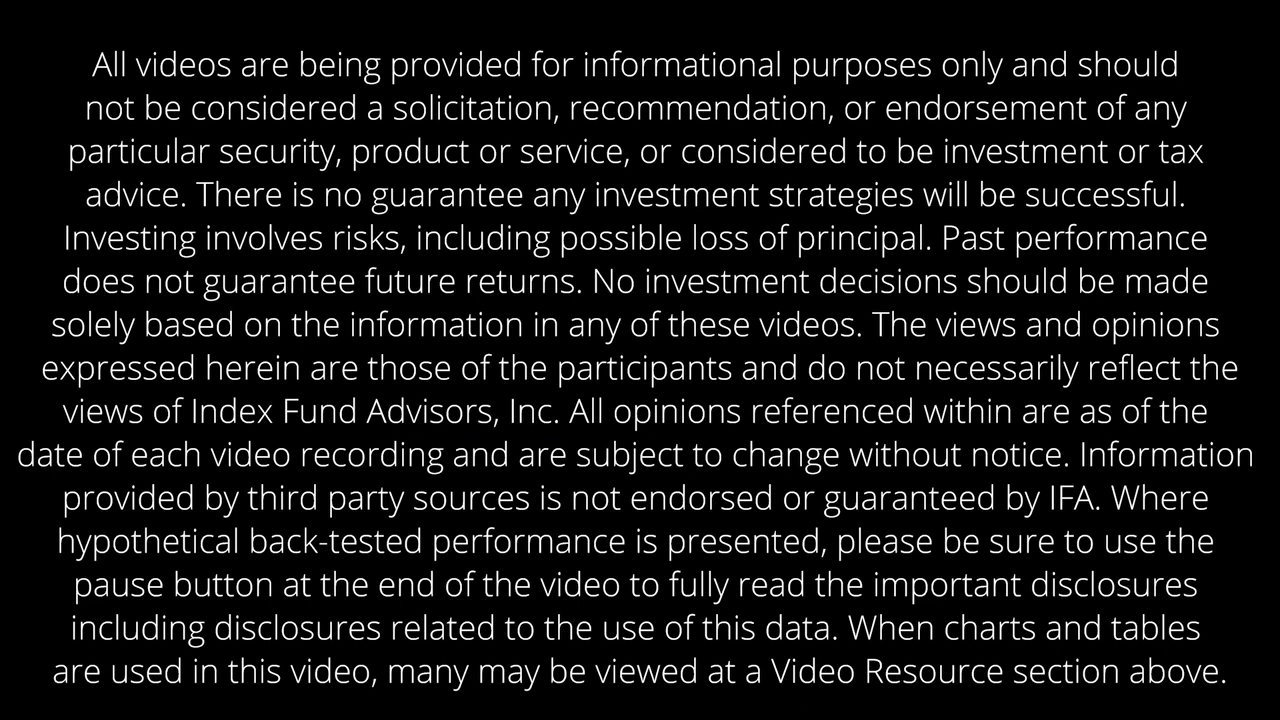 All videos are being provided for informational purposes only and should
not be considered a solicitation, recommendation, or endorsement of any
particular security, product or service, or considered to be investment or tax
advice. There is no guarantee any investment strategies will be successful.
Investing involves risks, including possible loss of principal. Past performance
does not guarantee future returns. No investment decisions should be made
solely based on the information in any of these videos. The views and opinions
expressed herein are those of the participants and do not necessarily reflect the
views of Index Fund Advisors, Inc. All opinions referenced within are as of the
date of each video recording and are subject to change without notice. Information
provided by third party sources is not endorsed or guaranteed by IFA. Where
hypothetical back-tested performance is presented, please be sure to use the
pause button at the end of the video to fully read the important disclosures
including disclosures related to the use of this data. When charts and tables
are used in this video, many may be viewed at a Video Resource section above.